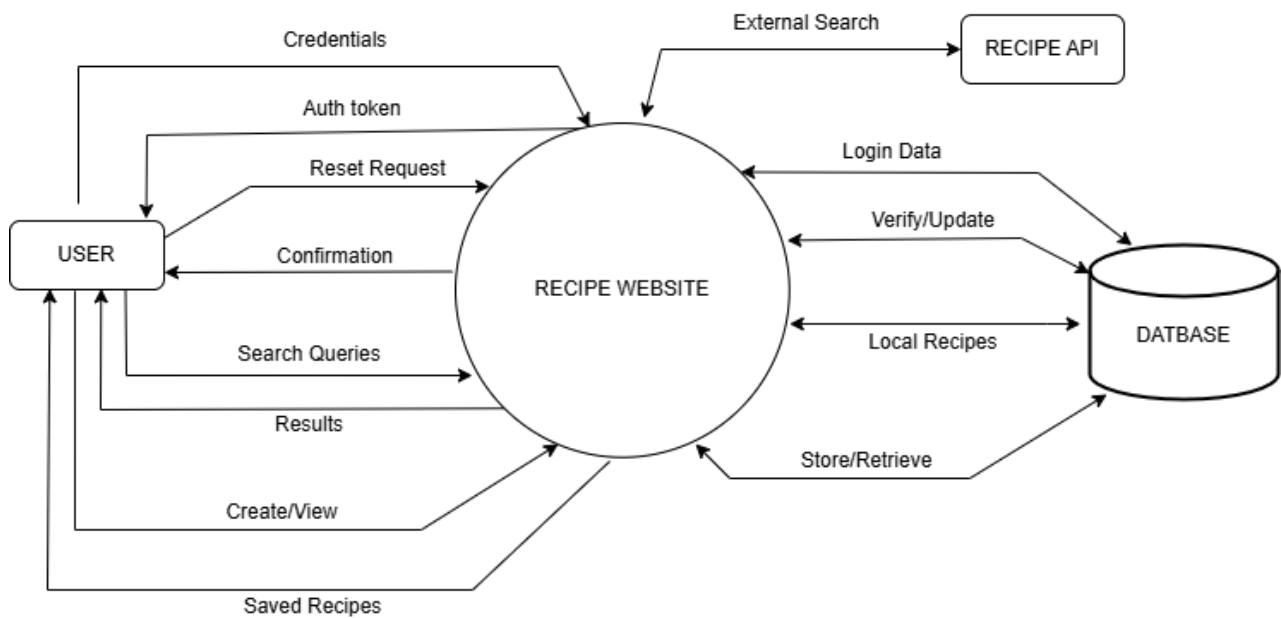 External Search
RECIPE API
Credentials
Auth token
Login Data
Reset Request
Verify/Update
USER
Confirmation
RECIPE WEBSITE
DATBASE
Local Recipes
Search Queries
Results
Store/Retrieve
Create/View
Saved Recipes